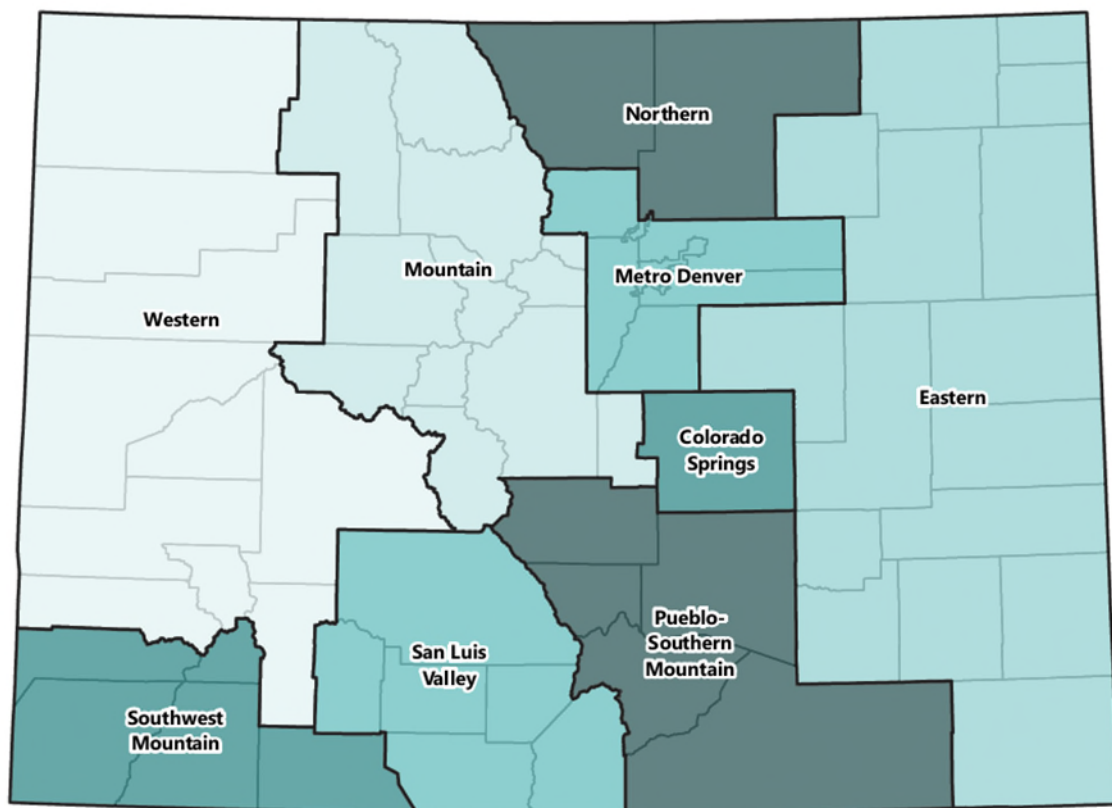 Northern
Mountain
Metro Denver
Western
Eastern
Colorado
Springs
Pueblo-
Southern
Mountain
San Luis
Valley
Southwest
Mountain